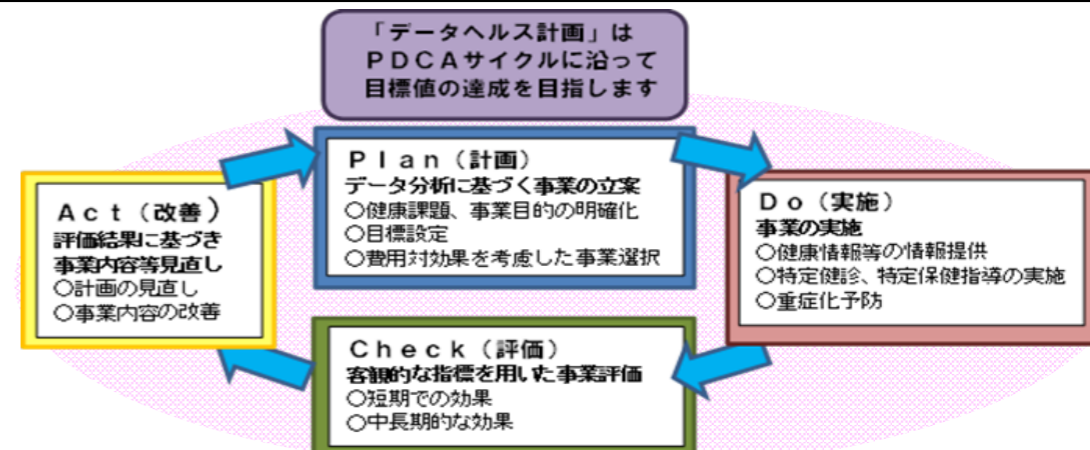 「データヘルス計画」は
PDCAサイクルに沿って
目標値の達成を目指します
Plan(計画)
データ分析に基づく事業の立案
○健康課題、事業目的の明確化
○目標設定
○費用対効果を考慮した事業選択
Do(実施)
事業の実施
○健康情報等の情報提供
○特定健診、特定保健指導の実施
○重症化予防
Check(評価)
客観的な指標を用いた事業評価
○短期での効果
○中長期的な効果
Act(改善)
評価結果に基づき
事業内容等見直し
○計画の見直し
○事業内容の改善